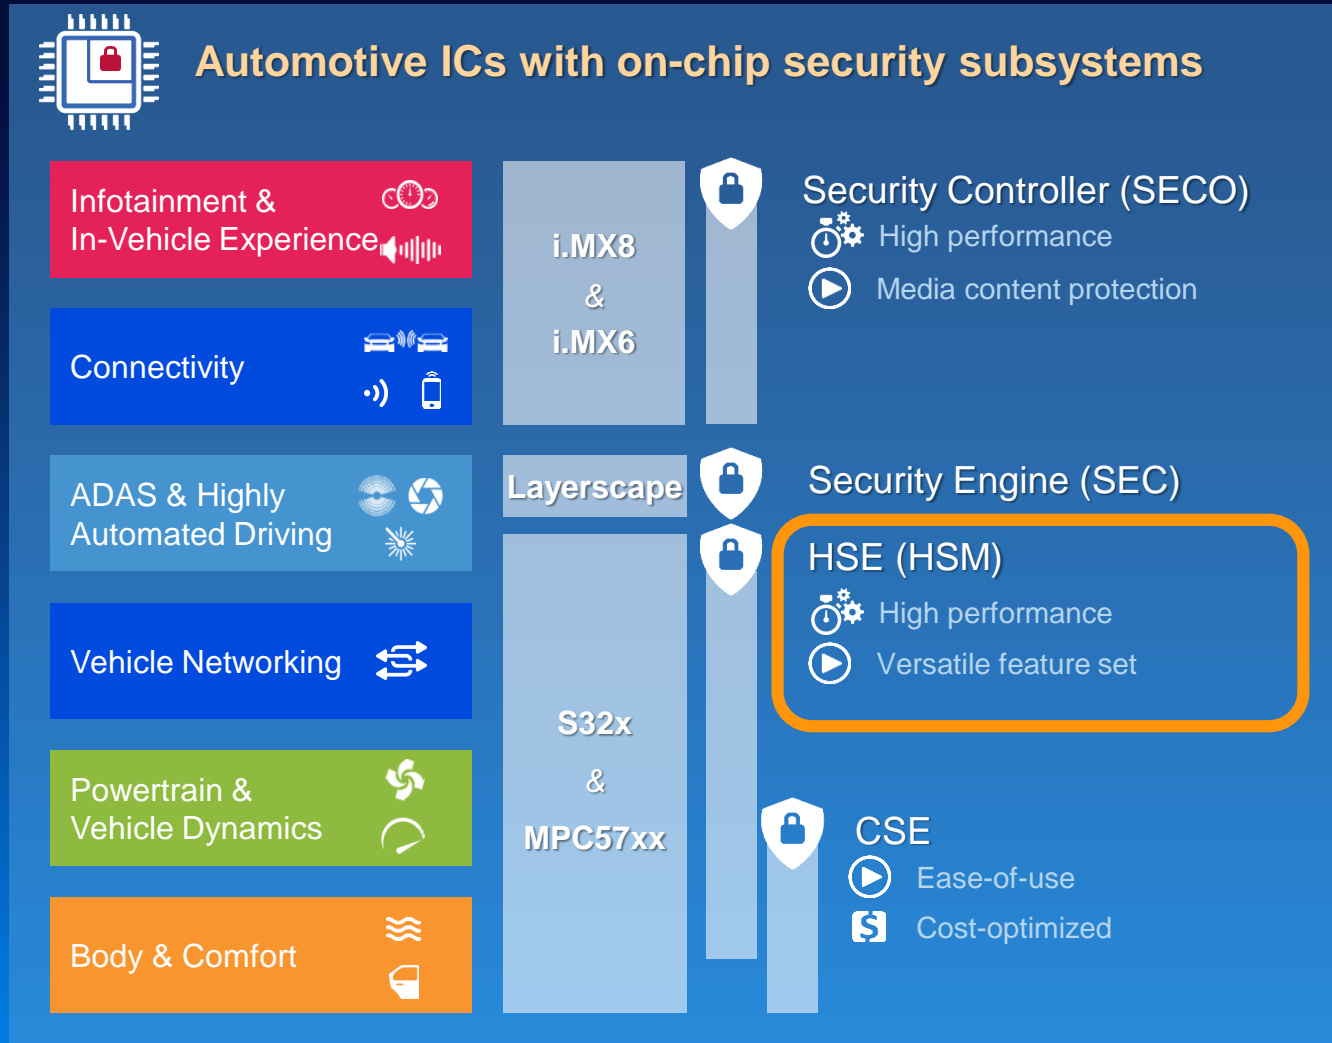 Automotive ICs with on-chip security subsystems
Infotainment &
In-Vehicle Experience
Connectivity
ADAS & Highly
Automated Driving
Vehicle Networking
Powertrain &
Vehicle Dynamics
Body & Comfort
i.MX8
&
i.MX6
Layerscape
S32x
&
MPC57xx
Security Controller (SECO)
High performance
Media content protection
Security Engine (SEC)
HSE (HSM)
High performance
Versatile feature set
CSE
Ease-of-use
$ Cost-optimized